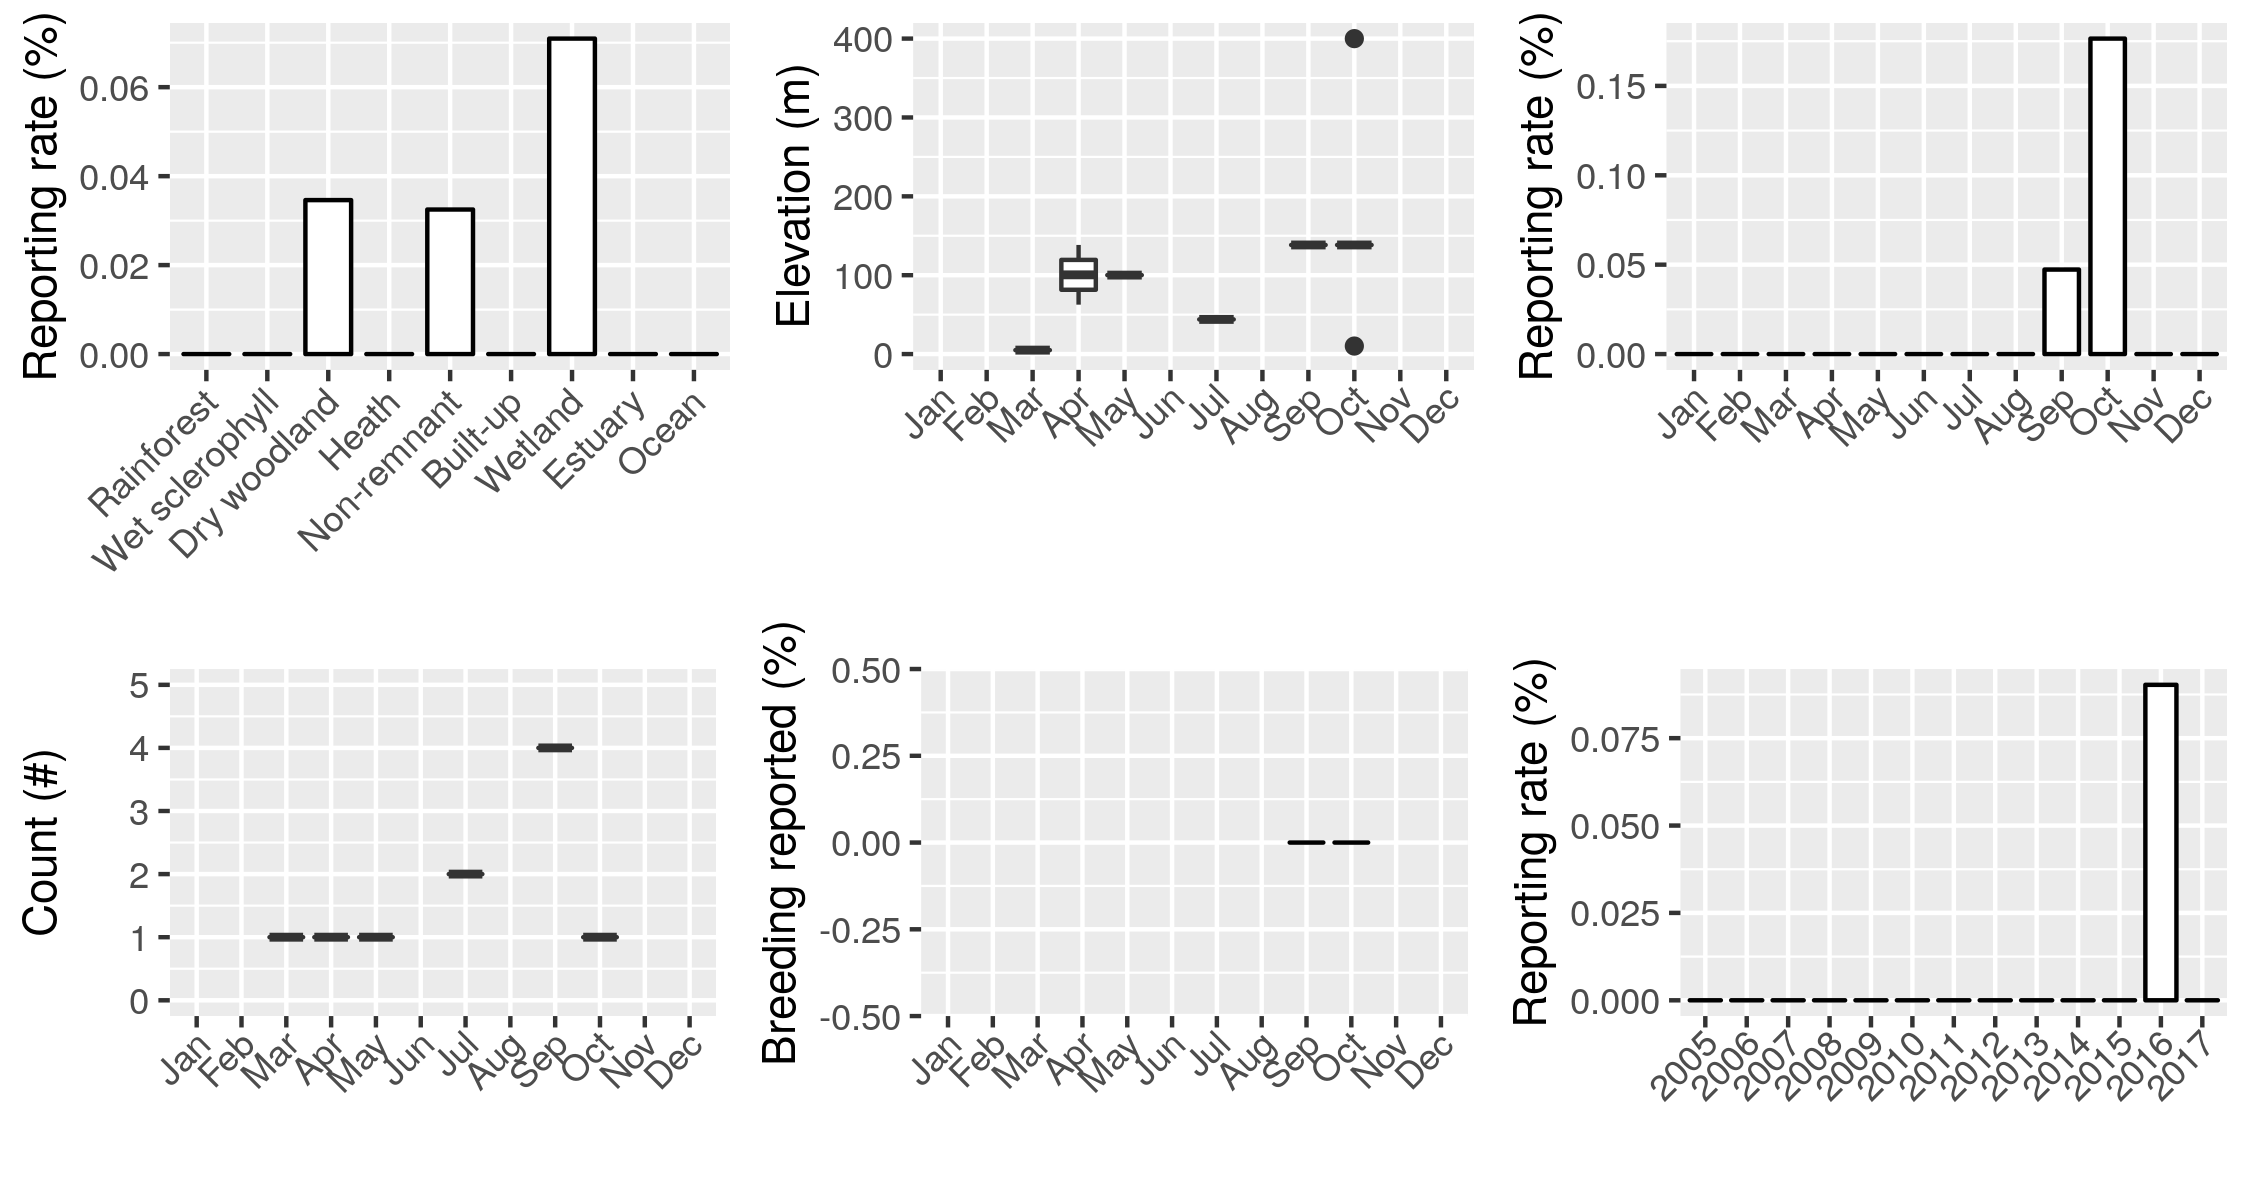 Reporting rate (%)
0.06
0.04
0.02
0.00
Rainforest
Wet sclerophyll
Dry woodland
Heath
Non-remnant
Built-up
Wetland
Estuary
Ocean
Elevation (m)
400
300
200
100
0
Jan
Feb
Mar
Apr
May
Jun
Jul
Aug
Sep
Oct
Nov
Dec
Reporting rate (%)
0.15
0.10
0.05
0.00
Jan
Feb
Mar
Apr
May
Jun
Jul
Aug
Sep
Oct
Nov
Dec
Count (#)
5
4
3
2
1
0
Jan
Feb
Mar
Apr
May
Jun
Jul
Aug
Sep
Oct
Nov
Dec
Breeding reported (%)
0.50
0.25
0.00
-0.25
-0.50
Jan
Feb
Mar
Apr
May
Jun
Jul
Aug
Sep
Oct
Nov
Dec
Reporting rate (%)
0.075
0.050
0.025
0.000
2005
2006
2007
2008
2009
2010
2011
2012
2013
2014
2015
2016
2017